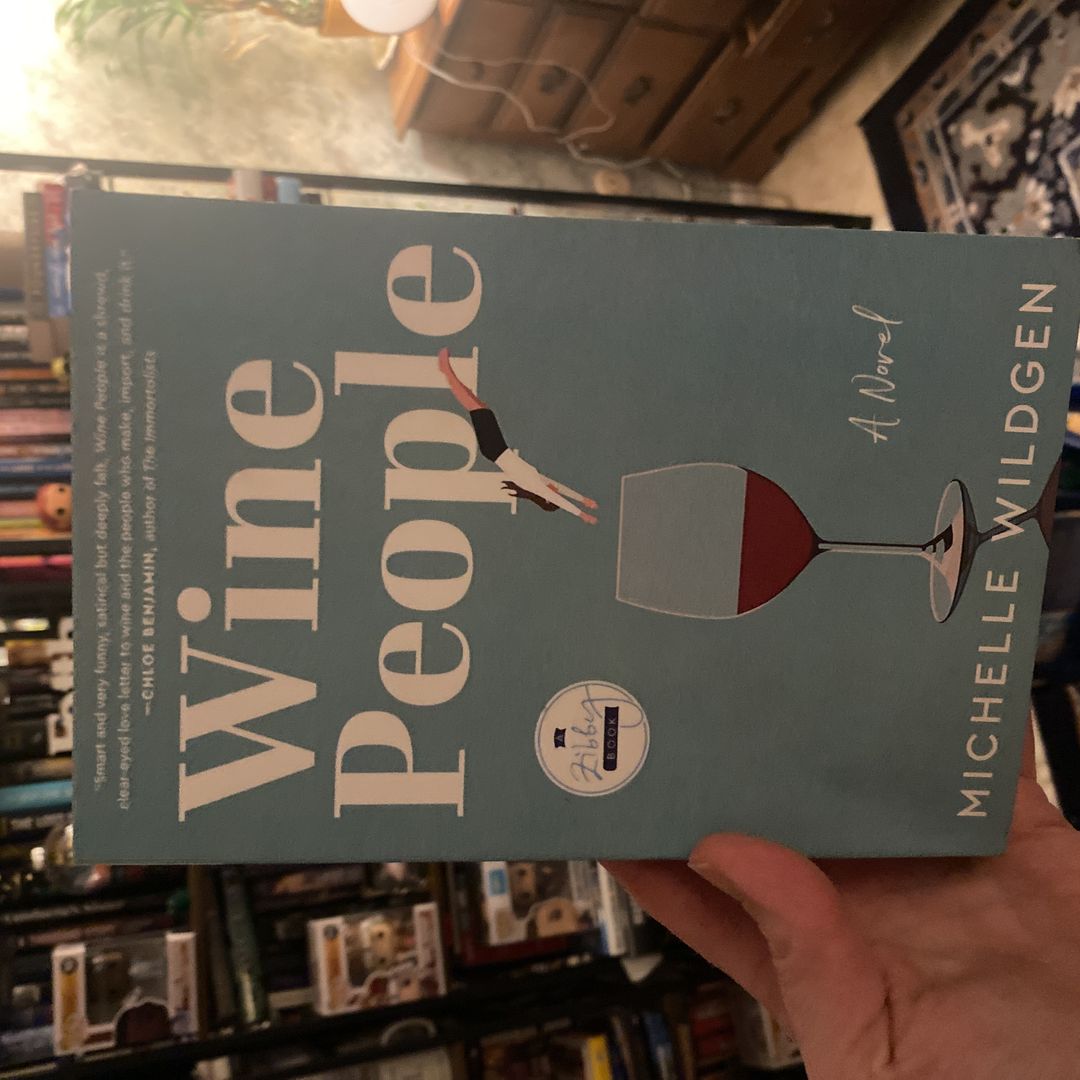 "Smart and very funny, satirical but deeply felt, Wine People is a shrewd,
clear-eyed love letter to wine and the people who make, import, and drink it."
—CHLOE BENJAMIN, author of The Immortalists
Wine
People
A
Zibby
BOOK
A Novel
MICHELLE WILDGEN